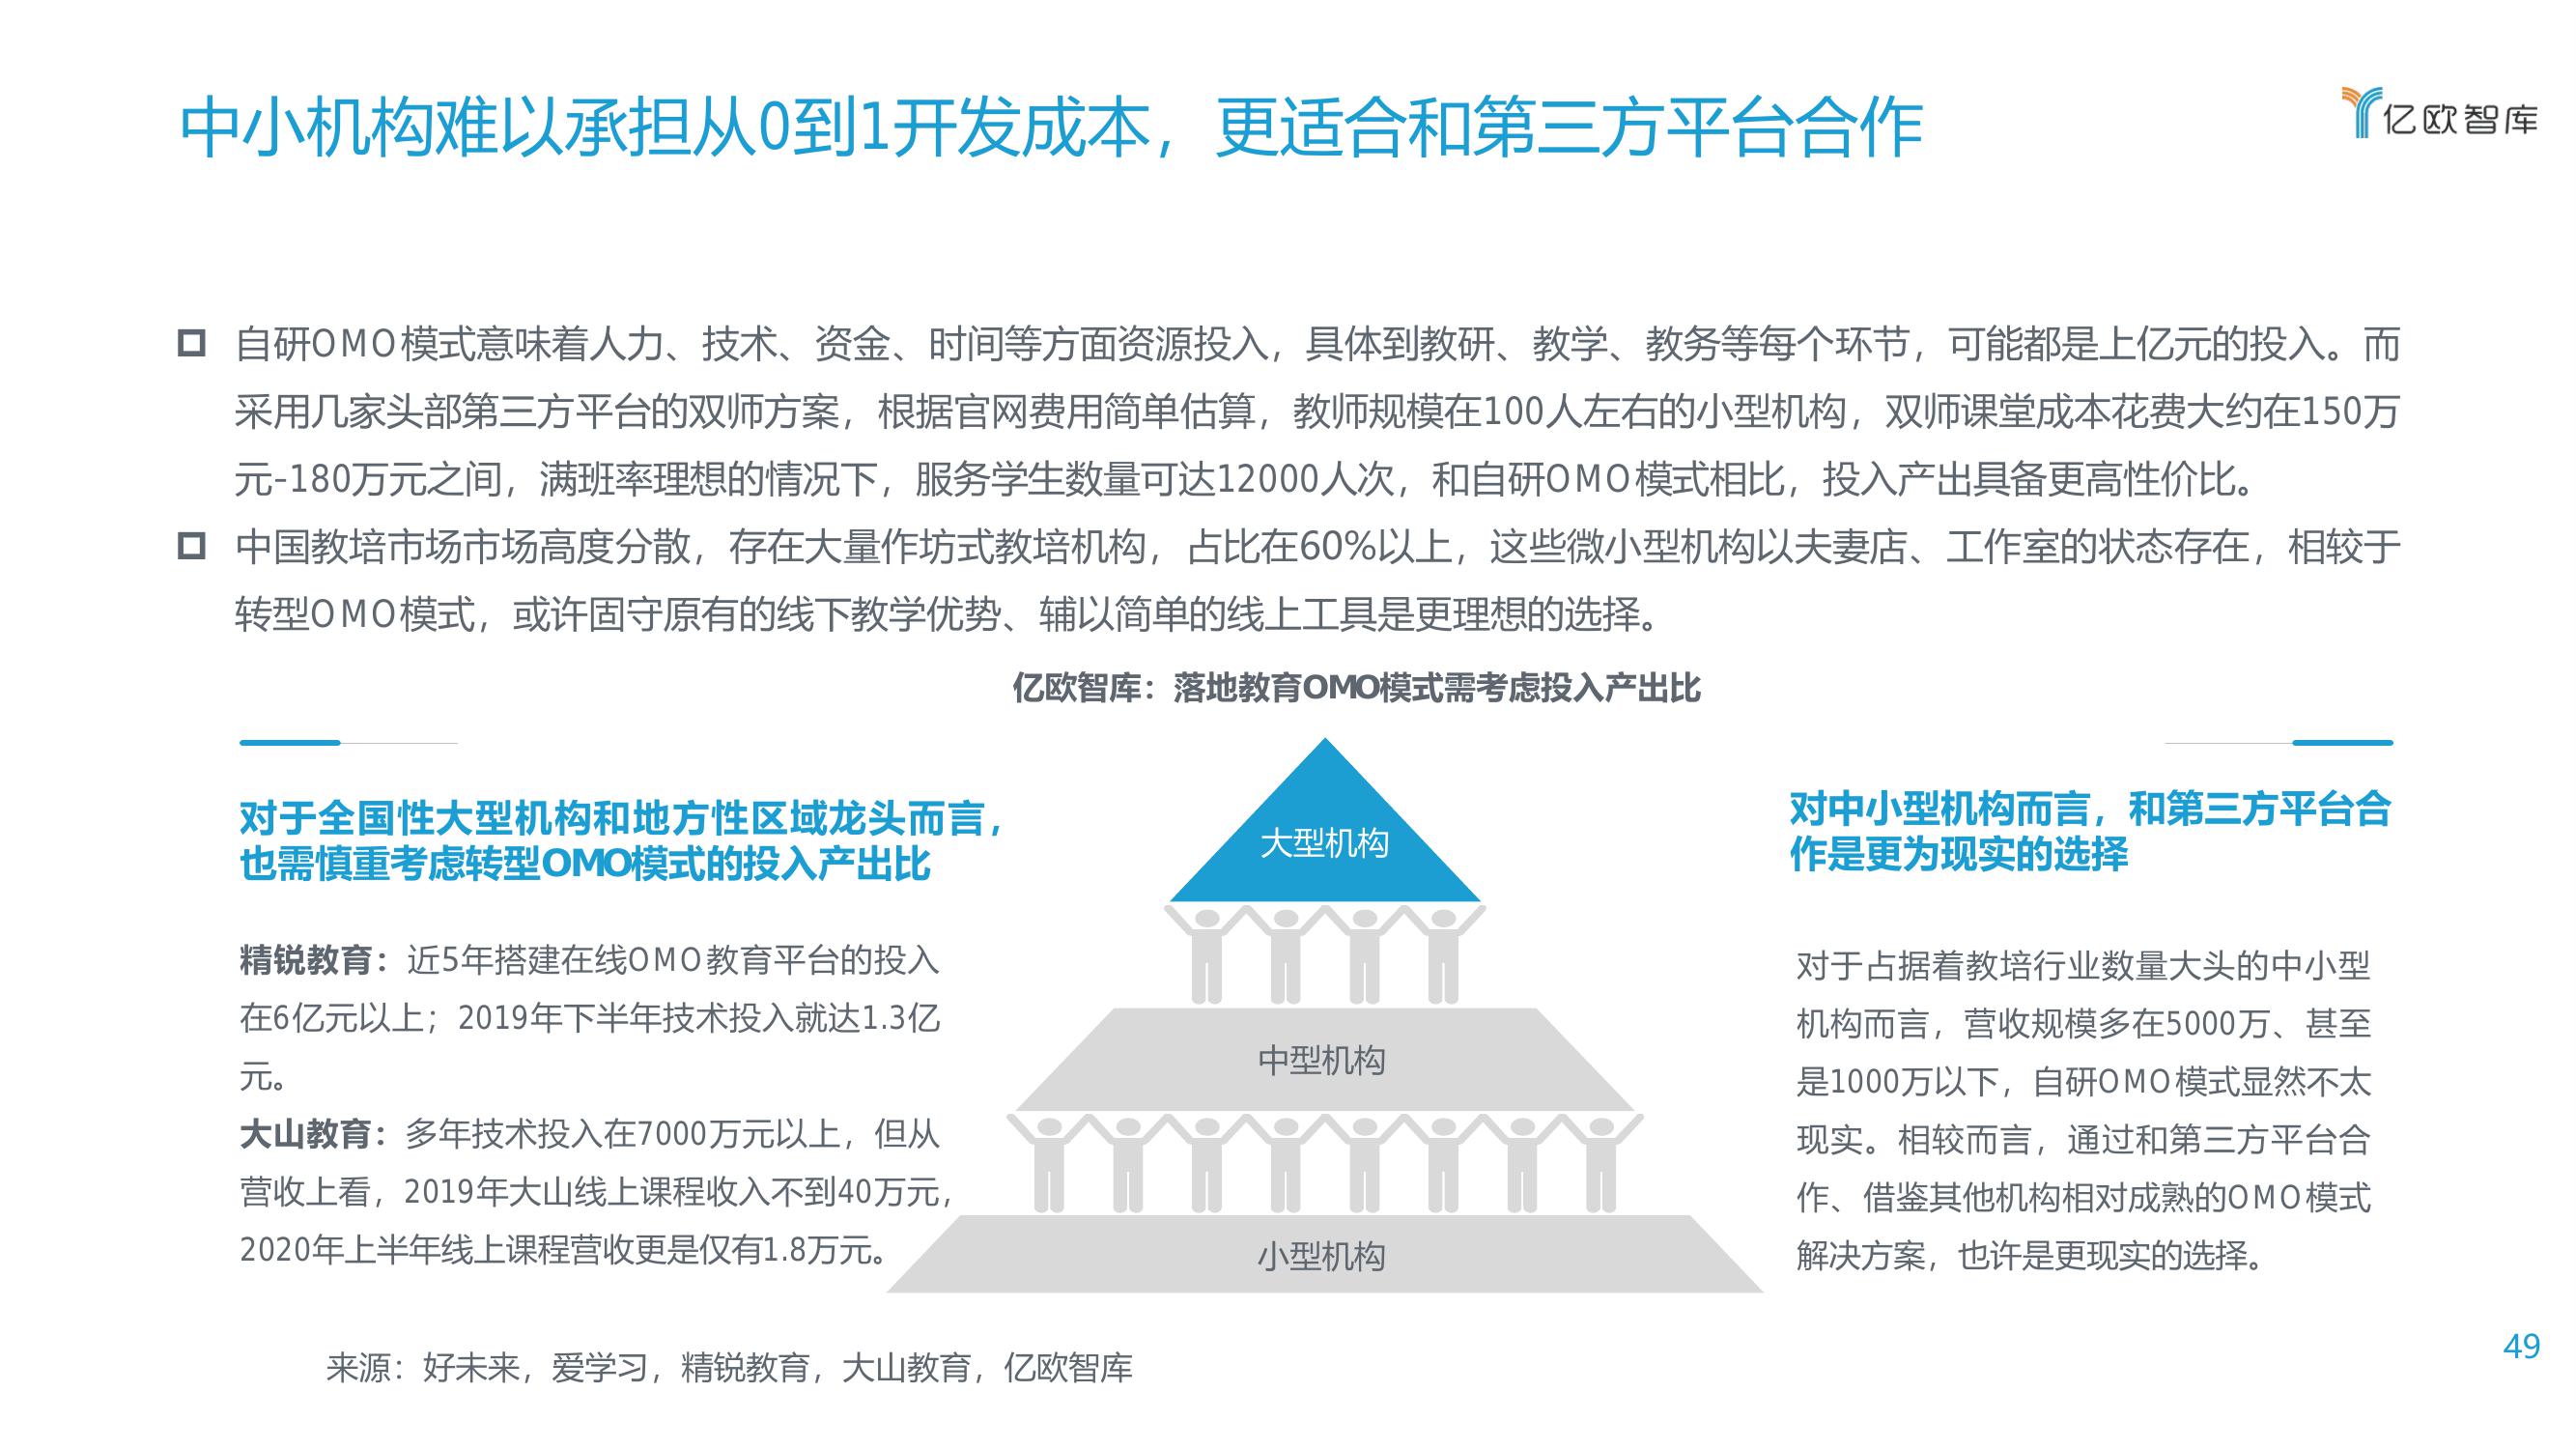 中小机构难以承担从0到1开发成本，更适合和第三方平台合作
亿欧智库
自研OMO模式意味着人力、技术、资金、时间等方面资源投入，具体到教研、教学、教务等每个环节，可能都是上亿元的投入。而
采用几家头部第三方平台的双师方案，根据官网费用简单估算，教师规模在100人左右的小型机构，双师课堂成本花费大约在150万
元-180万元之间，满班率理想的情况下，服务学生数量可达12000人次，和自研OMO模式相比，投入产出具备更高性价比。
中国教培市场市场高度分散，存在大量作坊式教培机构，占比在60%以上，这些微小型机构以夫妻店、工作室的状态存在，相较于
转型OMO模式，或许固守原有的线下教学优势、辅以简单的线上工具是更理想的选择。
亿欧智库：落地教育OMO模式需考虑投入产出比
对于全国性大型机构和地方性区域龙头而言，
也需慎重考虑转型OMO模式的投入产出比
精锐教育：近5年搭建在线OMO教育平台的投入
在6亿元以上；2019年下半年技术投入就达1.3亿
元。
大山教育：多年技术投入在7000万元以上，但从
营收上看，2019年大山线上课程收入不到40万元，
2020年上半年线上课程营收更是仅有1.8万元。
大型机构
中型机构
小型机构
对中小型机构而言，和第三方平台合
作是更为现实的选择
对于占据着教培行业数量大头的中小型
机构而言，营收规模多在5000万、甚至
是1000万以下，自研OMO模式显然不太
现实。相较而言，通过和第三方平台合
作、借鉴其他机构相对成熟的OMO模式
解决方案，也许是更现实的选择。
来源：好未来，爱学习，精锐教育，大山教育，亿欧智库
49